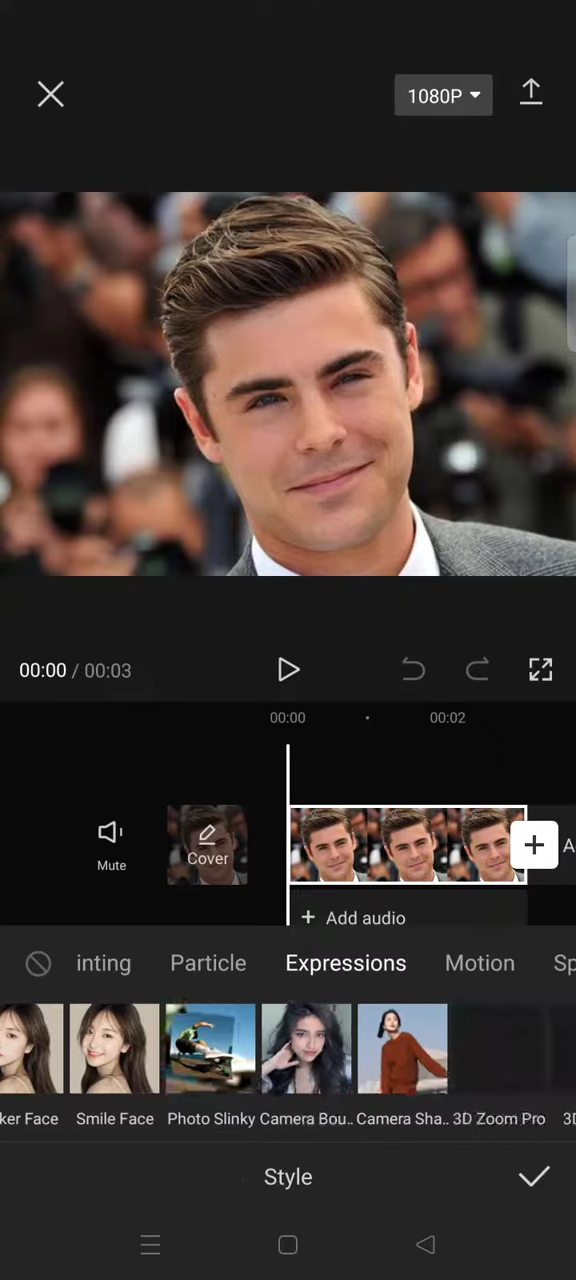 1080P
00:00 / 00:03
00:00 02:00
Mute
Cover
A
+ Add audio
inting Particle Expressions Motion Sp
ker Face Smile Face Photo Slinky Camera Bou.. Camera Sha.. 3D Zoom Pro 3D
Style